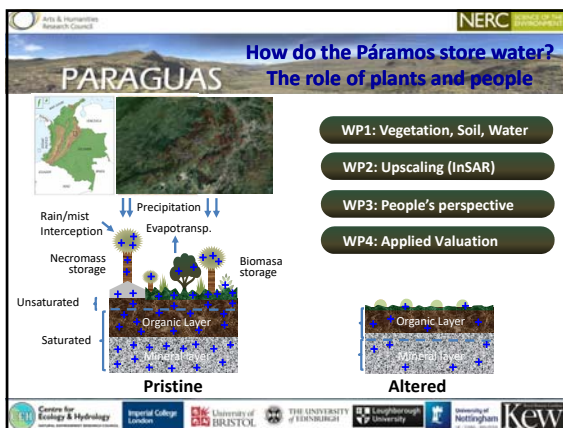 Arts & Humanities
Research Council
NERC SCIENCE OF THE
ENVIRONMENT
PARAGUAS
How do the Páramos store water?
The role of plants and people
WP1: Vegetation, Soil, Water
WP2: Upscaling (InSAR)
WP3: People's perspective
WP4: Applied Valuation
Precipitation
Rain/mist
Interception
Evapotransp.
Necromass
storage
Biomasa
storage
Unsaturated
Organic Layer
Saturated
Mineral layer
Pristine
Organic Layer
Mineral layer
Altered
Centre for
Ecology & Hydrology
NATURAL ENVIRONMENT RESEARCH COUNCIL
Imperial College
London
University of
BRISTOL
THE UNIVERSITY
of EDINBURGH
Loughborough
University
University of
Nottingham
Kew